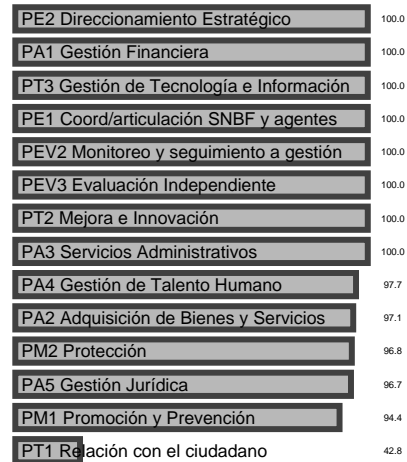 PE2 Direccionamiento Estratégico 100.0
PA1 Gestión Financiera 100.0
PT3 Gestión de Tecnología e Información 100.0
PE1 Coord/articulación SNBF y agentes 100.0
PEV2 Monitoreo y seguimiento a gestión 100.0
PEV3 Evaluación Independiente 100.0
PT2 Mejora e Innovación 100.0
PA3 Servicios Administrativos 100.0
PA4 Gestión de Talento Humano 97.7
PA2 Adquisición de Bienes y Servicios 97.1
PM2 Protección 96.8
PA5 Gestión Jurídica 96.7
PM1 Promoción y Prevención 94.4
PT1 Relación con el ciudadano 42.8